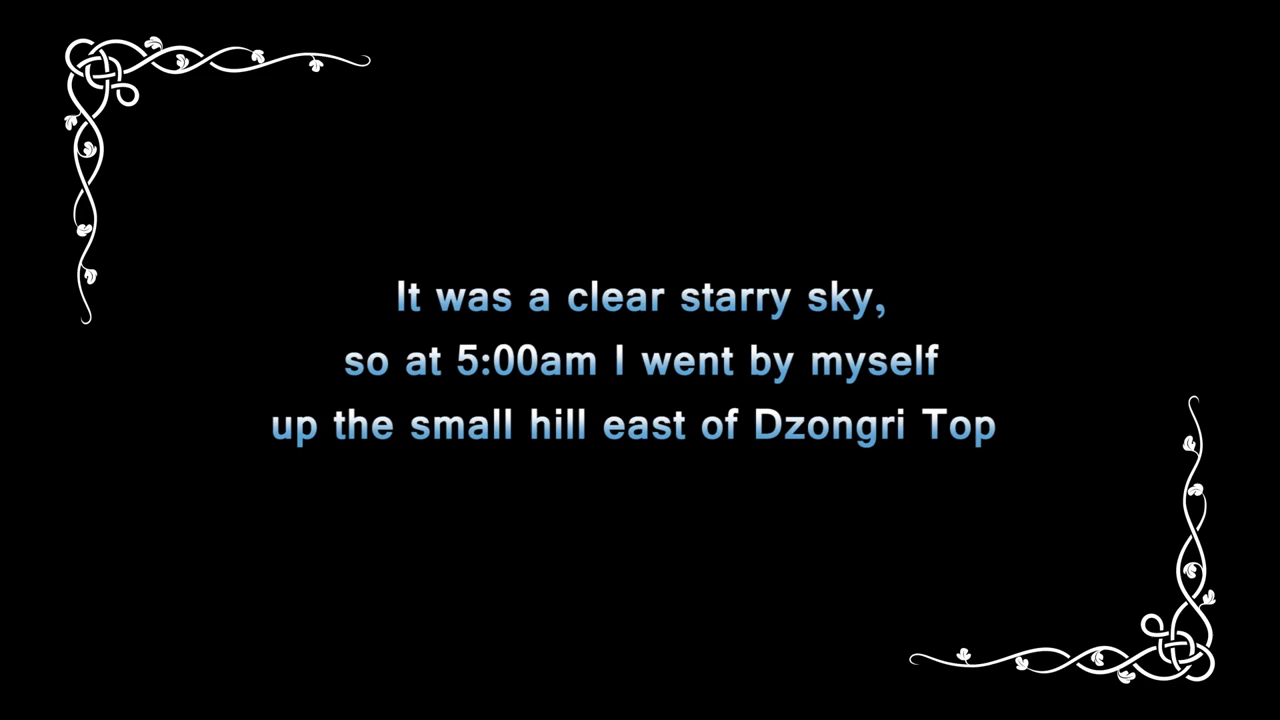 It was a clear starry sky,
so at 5:00am I went by myself
up the small hill east of Dzongri Top